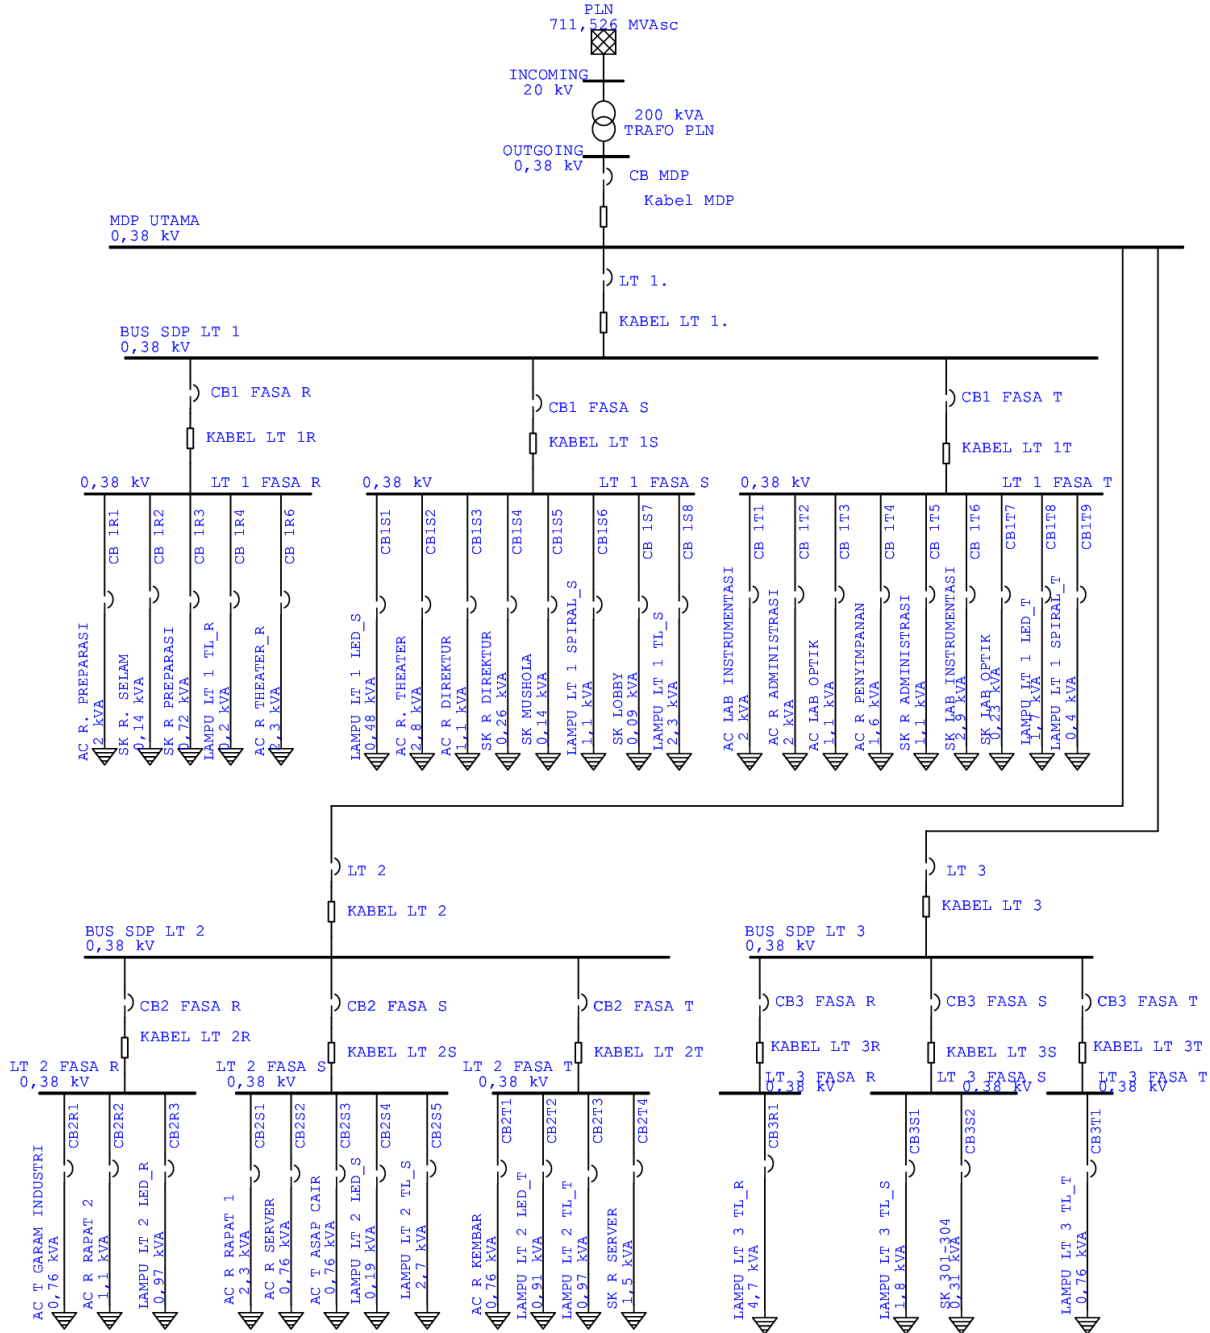 PLN
711,526 MVAsc
INCOMING
20 kV
200 kVA
TRAFO PLN
OUTGOING
0,38 kV
CB MDP
Kabel MDP
MDP UTAMA
0,38 kV
LT 1.
KABEL LT 1.
BUS SDP LT 1
0,38 kV
CB1 FASA R
CB1 FASA S
CB1 FASA T
KABEL LT 1R
KABEL LT 1S
KABEL LT 1T
0,38 kV
LT 1 FASA R
0,38 kV
LT 1 FASA S
0,38 kV
LT 1 FASA T
CB 1R1
CB 1R2
CB 1R3
CB 1R4
CB 1R6
CB1S1
CB1S2
CB1S3
CB1S4
CB1S5
CB1S6
CB 1S7
CB 1S8
CB 1T1
CB 1T2
CB 1T3
CB 1T4
CB 1T5
CB 1T6
CB1T7
CB1T8
CB1T9
AC R. PREPARASI
2 kVA
SK R. SELAM
0,14 kVA
SK R PREPARASI
0,72 kVA
LAMPU LT 1 TL_R
0,2 kVA
AC R THEATER_R
2,3 kVA
LAMPU LT 1 LED_S
0,48 kVA
AC R. THEATER
2,8 kVA
AC R DIREKTUR
1,1 kVA
SK R DIREKTUR
0,26 kVA
SK MUSHOLA
0,14 kVA
LAMPU LT 1 SPIRAL_S
1,1 kVA
SK LOBBY
0,09 kVA
LAMPU LT 1 TL_S
2,3 kVA
AC LAB INSTRUMENTASI
2 kVA
AC R ADMINISTRASI
2 kVA
AC LAB OPTIK
1,1 kVA
AC R PENYIMPANAN
1,6 kVA
SK R ADMINISTRASI
1,1 kVA
SK LAB INSTRUMENTASI
2,9 kVA
SK LAB OPTIK
0,23 kVA
LAMPU LT 1 LED_T
1,7 kVA
LAMPU LT 1 SPIRAL_T
0,4 kVA
LT 2
KABEL LT 2
BUS SDP LT 2
0,38 kV
LT 3
KABEL LT 3
BUS SDP LT 3
0,38 kV
CB2 FASA R
CB2 FASA S
CB2 FASA T
CB3 FASA R
CB3 FASA S
CB3 FASA T
KABEL LT 2R
KABEL LT 2S
KABEL LT 2T
KABEL LT 3R
KABEL LT 3S
KABEL LT 3T
LT 2 FASA R
0,38 kV
LT 2 FASA S
0,38 kV
LT 2 FASA T
0,38 kV
LT 3 FASA R
0,38 kV
LT 3 FASA S
0,38 kV
LT 3 FASA T
0,38 kV
CB2R1
CB2R2
CB2R3
CB2S1
CB2S2
CB2S3
CB2S4
CB2S5
CB2T1
CB2T2
CB2T3
CB2T4
CB3R1
CB3S1
CB3S2
CB3T1
AC T GARAM INDUSTRI
0,76 kVA
AC R RAPAT 2
1,1 kVA
LAMPU LT 2 LED_R
0,97 kVA
AC R RAPAT 1
2,3 kVA
AC R SERVER
0,76 kVA
AC T ASAP CAIR
0,76 kVA
LAMPU LT 2 LED_S
0,19 kVA
LAMPU LT 2 TL_S
2,7 kVA
AC R KEMBAR
0,76 kVA
LAMPU LT 2 LED_T
0,91 kVA
LAMPU LT 2 TL_T
0,97 kVA
SK R SERVER
1,5 kVA
LAMPU LT 3 TL_R
4,7 kVA
LAMPU LT 3 TL_S
1,8 kVA
SK 301-304
0,31 kVA
LAMPU LT 3 TL_T
0,76 kVA